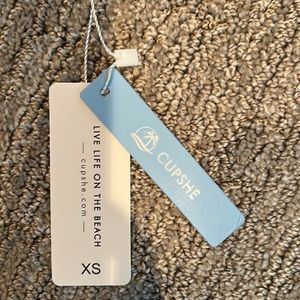 LIVE LIFE ON THE BEACH
— cupshe.com —
XS
CUPSHE